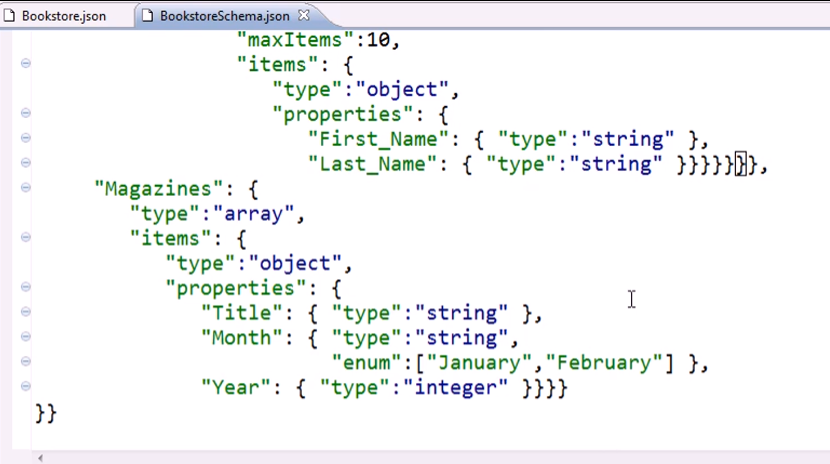 Bookstore.json BookstoreSchema.json
"maxItems":10,
"items": {
"type":"object",
"properties": {
"First_Name": { "type":"string" },
"Last_Name": { "type":"string" }}}}}}},
"Magazines": {
"type":"array",
"items": {
"type":"object",
"properties": {
"Title": { "type":"string" },
"Month": { "type":"string",
"enum":["January","February"] },
"Year": { "type":"integer" }}}}
}}